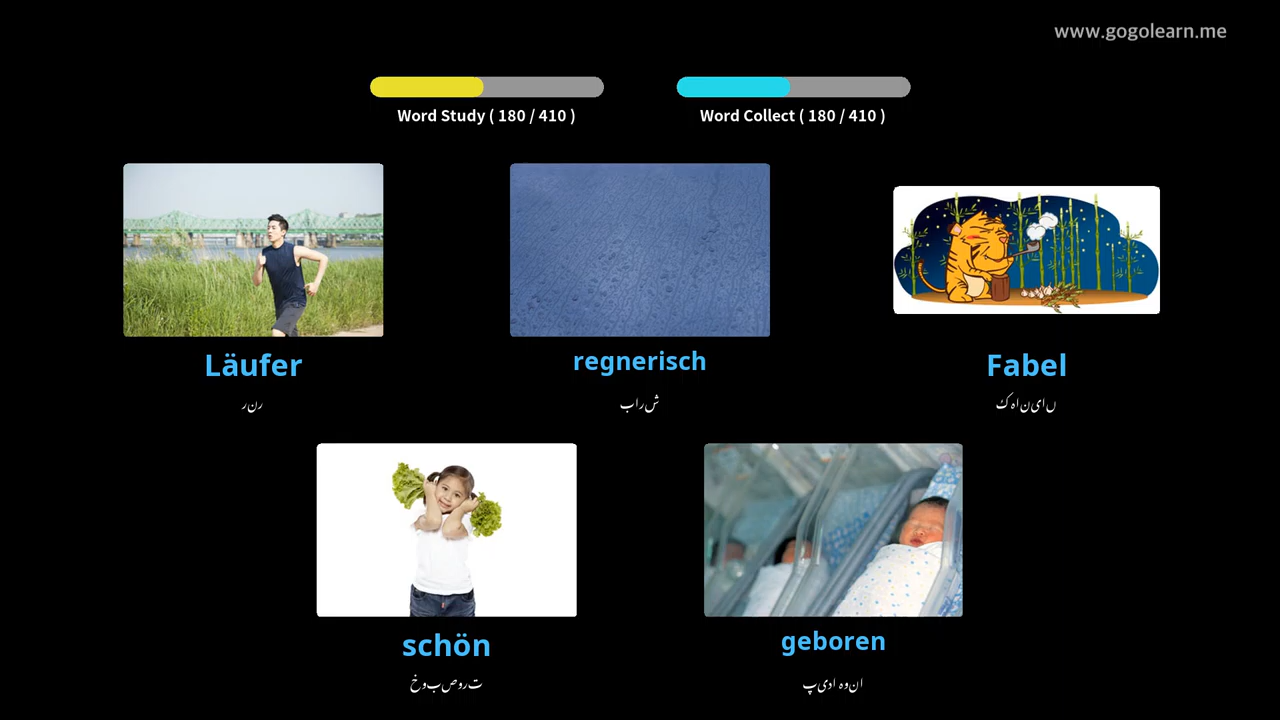 www.gogolearn.me
Word Study ( 180 / 410 )
Word Collect ( 180 / 410 )
Läufer
regnerisch
Fabel
رنر
بارش
کہانیاں
schön
geboren
خوبصورت
پیدا ہونا